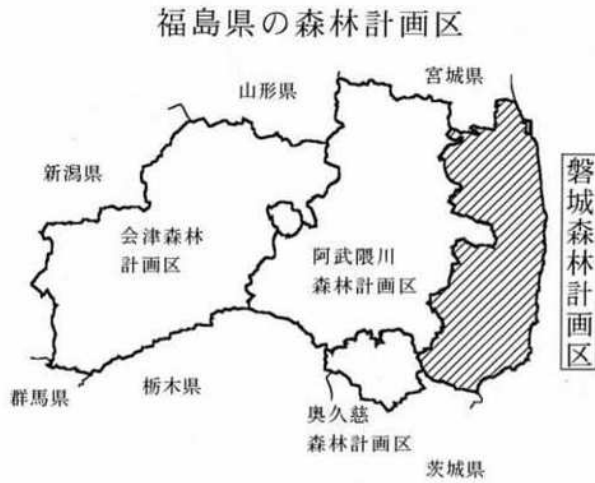 福島県の森林計画区
宮城県
山形県
新潟県
会津森林
計画区
阿武隈川
森林計画区
磐城森林計画区
群馬県
栃木県
奥久慈
森林計画区
茨城県